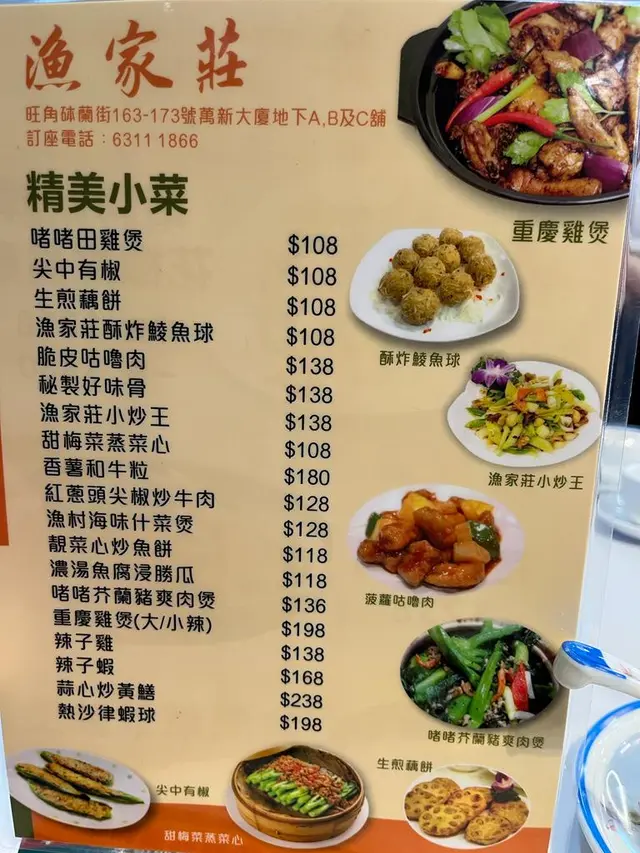 漁家莊
旺角砵蘭街163-173號萬新大廈地下A,B及C舖
訂座電話：6311 1866
精美小菜
啫啫田雞煲 $108
尖中有椒 $108
生煎藕餅 $108
漁家莊酥炸鯪魚球 $108
脆皮咕嚕肉 $138
秘製好味骨 $138
漁家莊小炒王 $138
甜梅菜蒸菜心 $108
香薯和牛粒 $180
紅蔥頭尖椒炒牛肉 $128
漁村海味什菜煲 $128
靚菜心炒魚餅 $118
濃湯魚腐浸勝瓜 $118
啫啫芥蘭豬爽肉煲 $136
重慶雞煲(大/小辣) $198
辣子雞 $138
辣子蝦 $168
蒜心炒黃鱔 $238
熱沙律蝦球 $198
重慶雞煲
酥炸鯪魚球
漁家莊小炒王
菠蘿咕嚕肉
啫啫芥蘭豬爽肉煲
尖中有椒
甜梅菜蒸菜心
生煎藕餅